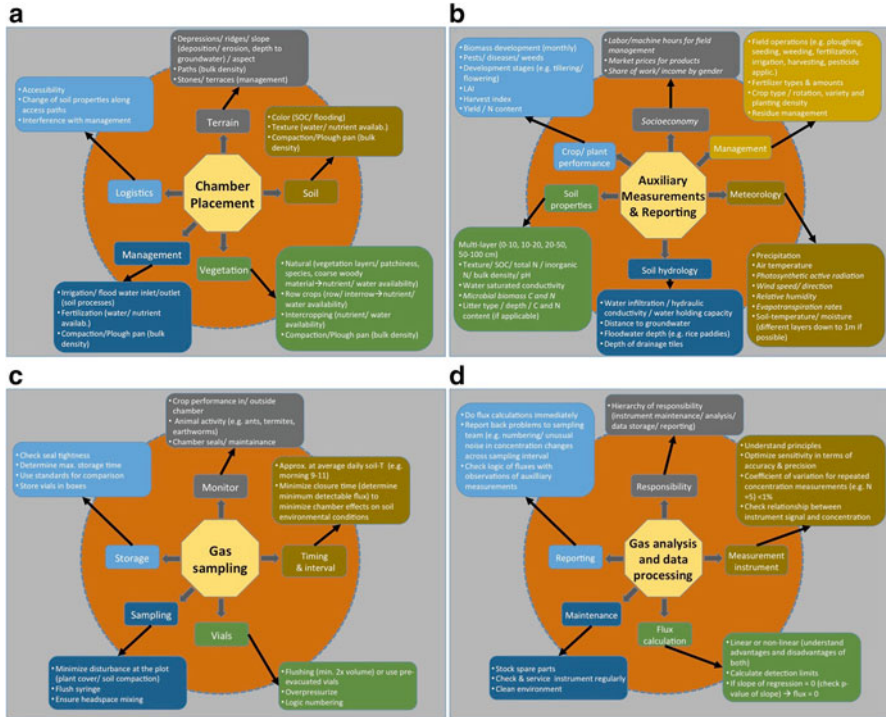 a
• Depressions/ ridges/ slope
(deposition/ erosion, depth to
groundwater) / aspect
• Paths (bulk density)
• Stones/ terraces (management)
• Accessibility
• Change of soil properties along
access paths
• Interference with management
• Color (SOC/ flooding)
• Texture (water/ nutrient availab.)
• Compaction/Plough pan (bulk
density)
Terrain
Logistics
Chamber
Placement
Soil
Management
Vegetation
• Irrigation/ flood water inlet/outlet
(soil processes)
• Fertilization (water/ nutrient
availab.)
• Compaction/Plough pan (bulk
density)
• Natural (vegetation layers/ patchiness,
species, coarse woody
material→nutrient/ water availability)
• Row crops (row/ interrow→nutrient/
water availability)
• Intercropping (nutrient/ water
availability)
• Compaction/Plough pan (bulk density)
b
• Biomass development (monthly)
• Pests/ diseases/ weeds
• Development stages (e.g. tillering/
flowering)
• LAI
• Harvest index
• Yield / N content
• Labor/machine hours for field
management
• Market prices for products
• Share of work/ income by gender
• Field operations (e.g. ploughing,
seeding, weeding, fertilization,
irrigation, harvesting, pesticide
applic.)
• Fertilizer types & amounts
• Crop type / rotation, variety and
planting density
• Residue management
Socioeconomy
Crop/ plant
performance
Management
Auxiliary
Measurements
& Reporting
Soil
properties
Meteorology
Soil hydrology
Multi-layer (0-10, 10-20, 20-50,
50-100 cm)
• Texture/ SOC/ total N / inorganic
N/ bulk density/ pH
• Water saturated conductivity
• Microbial biomass C and N
• Litter type / depth / C and N
content (if applicable)
• Water infiltration / hydraulic
conductivity / water holding capacity
• Distance to groundwater
• Floodwater depth (e.g. rice paddies)
• Depth of drainage tiles
• Precipitation
• Air temperature
• Photosynthetic active radiation
• Wind speed/ direction
• Relative humidity
• Evapotranspiration rates
• Soil-temperature/ moisture
(different layers down to 1m if
possible)
c
• Crop performance in/ outside
chamber
• Animal activity (e.g. ants, termites,
earthworms)
• Chamber seals/ maintainance
• Check seal tightness
• Determine max. storage time
• Use standards for comparison
• Store vials in boxes
• Approx. at average daily soil-T (e.g.
morning 9-11)
• Minimize closure time (determine
minimum detectable flux) to
minimize chamber effects on soil
environmental conditions
Monitor
Storage
Gas
sampling
Timing
& interval
Sampling
Vials
• Minimize disturbance at the plot
(plant cover/ soil compaction)
• Flush syringe
• Ensure headspace mixing
• Flushing (min. 2x volume) or use pre-
evacuated vials
• Overpressurize
• Logic numbering
d
• Do flux calculations immediately
• Report back problems to sampling
team (e.g. numbering/ unusual
noise in concentration changes
across sampling interval
• Check logic of fluxes with
observations of auxilliary
measurements
• Hierarchy of responsibility
(instrument maintenance/ analysis/
data storage/ reporting)
• Understand principles
• Optimize sensitivity in terms of
accuracy & precision
• Coefficient of variation for repeated
concentration measurements (e.g. N
=5) <1%
• Check relationship between
instrument signal and concentration
Responsibility
Reporting
Gas analysis
and data
processing
Measurement
instrument
Maintenance
Flux
calculation
• Stock spare parts
• Check & service instrument regularly
• Clean environment
• Linear or non-linear (understand
advantages and disadvantages of
both)
• Calculate detection limits
• If slope of regression = 0 (check p-
value of slope) → flux = 0